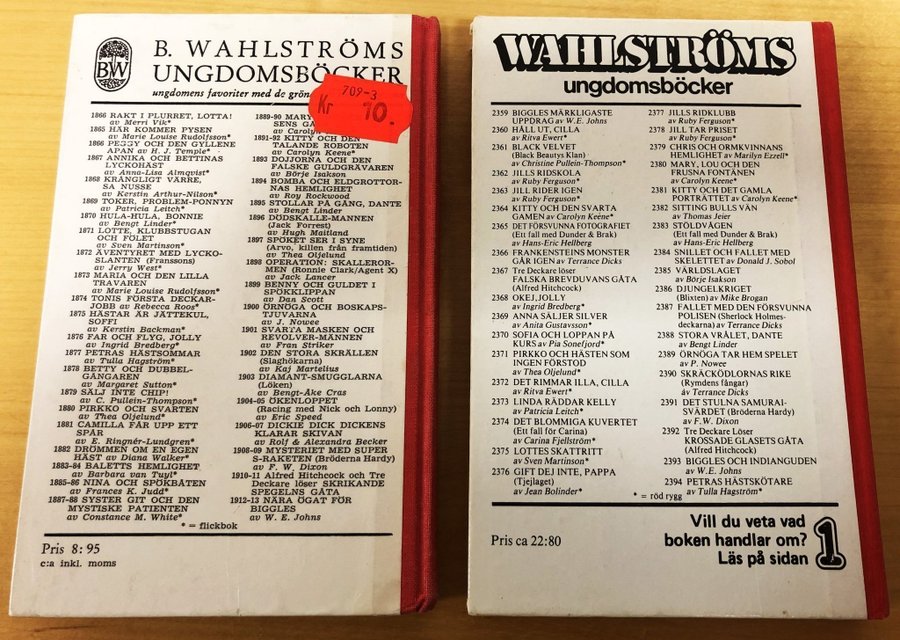 BW
B. WAHLSTRÖMS
UNGDOMSBÖCKER
ungdomens favoriter med de grön
709-3
Kr 10.
1866 RAKT I PLURRET, LOTTA!
av Merri Vik*
1865 HÄR KOMMER PYSEN
av Marie Louise Rudolfsson*
1866 PEGGY OCH DEN GYLLENE
APAN av H. J. Temple*
1867 ANNIKA OCH BETTINAS
LYCKOHÄST
av Anna-Lisa Almqvist*
1868 KRÅNGLIGT VÄRRE,
SA NUSSE
av Kerstin Arthur-Nilson*
1869 TOKER, PROBLEM-PONNYN
av Patricia Leitch*
1870 HULA-HULA, BONNIE
av Bengt Linder*
1871 LOTTE, KLUBBSTUGAN
OCH FÖLET
av Sven Martinson*
1872 ÄVENTYRET MED LYCKO-
SLANTEN (Franssons)
av Jerry West*
1873 MARIA OCH DEN LILLA
TRAVAREN
av Marie Louise Rudolfsson*
1874 TONIS FÖRSTA DECKAR-
JOBB av Rebecca Roos*
1875 HÄSTAR ÄR JÄTTEKUL,
SOFFI
av Kerstin Backman*
1876 FAR OCH FLYG, JOLLY
av Ingrid Bredberg*
1877 PETRAS HÄSTSOMMAR
av Tulla Hagström*
1878 BETTY OCH DUBBEL-
GÅNGAREN
av Margaret Sutton*
1879 SÄLJ INTE CHIP!
av C. Pullein-Thompson*
1880 PIRKKO OCH SVARTEN
av Thea Oljelund*
1881 CAMILLA FÅR UPP ETT
SPÅR
av E. Ringnér-Lundgren*
1882 DRÖMMEN OM EN EGEN
HÄST av Diana Walker*
1883-84 BALETTS HEMLIGHET
av Barbara van Tuyl*
1885-86 NINA OCH SPÖKBÅTEN
av Frances K. Judd*
1887-88 SYSTER GIT OCH DEN
MYSTISKE PATIENTEN
av Constance M. White*
1889-90 MARY
SENS GÅ
av Carolyn
1891-92 KITTY OCH DEN
TALANDE ROBOTEN
av Carolyn Keene*
1893 DOJJORNA OCH DEN
FALSKE GULDGRÄVAREN
av Börje Isakson
1894 BOMBA OCH ELDGROTTOR-
NAS HEMLIGHET
av Roy Rockwood
1895 STOLLAR PÅ GÅNG, DANTE
av Bengt Linder
1896 DÖDSKALLE-MANNEN
(Jack Forrest)
av Hugh Maitland
1897 SPÖKET SER I SYNE
(Arvo, killen från framtiden)
av Thea Oljelund
1898 OPERATION: SKALLEROR-
MEN (Ronnie Clark/Agent X)
av Jack Lancer
1899 BENNY OCH GULDET I
SPÖKKLIPPAN
av Dan Scott
1900 ÖRNÖGA OCH BOSKAPS-
TJUVARNA
av J. Nowee
1901 SVARTA MASKEN OCH
REVOLVER-MÄNNEN
av Fran Striker
1902 DEN STORA SKRÄLLEN
(Slaghökarna)
av Kaj Martelius
1903 DIAMANT-SMUGGLARNA
(Löken)
av Bengt-Åke Cras
1904-05 ÖKENLOPPET
(Racing med Nick och Lonny)
av Eric Speed
1906-07 DICKIE DICK DICKENS
KLARAR SKIVAN
av Rolf & Alexandra Becker
1908-09 MYSTERIET MED SUPER
S-RAKETEN (Bröderna Hardy)
av F. W. Dixon
1910-11 Alfred Hitchcock och Tre
Deckare löser SKRIKANDE
SPEGELNS GÅTA
1912-13 NÄRA ÖGAT FÖR
BIGGLES
av W. E. Johns
* = flickbok
Pris 8: 95
c:a inkl. moms
WAHLSTRÖMS
ungdomsböcker
2359 BIGGLES MÄRKLIGASTE
UPPDRAG av W.E. Johns
2360 HÅLL UT, CILLA
av Ritva Ewert*
2361 BLACK VELVET
(Black Beautys Klan)
av Christine Pullein-Thompson*
2362 JILLS RIDSKOLA
av Ruby Ferguson*
2363 JILL RIDER IGEN
av Ruby Ferguson*
2364 KITTY OCH DEN SVARTA
GAMEN av Carolyn Keene*
2365 DET FÖRSVUNNA FOTOGRAFIET
(Ett fall med Dunder & Brak)
av Hans-Eric Hellberg
2366 FRANKENSTEINS MONSTER
GÅR IGEN av Terrance Dicks
2367 Tre Deckare löser
FALSKA BREVDUVANS GÅTA
(Alfred Hitchcock)
2368 OKEJ, JOLLY
av Ingrid Bredberg*
2369 ANNA SÄLJER SILVER
av Anita Gustavsson*
2370 SOFIA OCH LOPPAN PÅ
KURS av Pia Sonefjord*
2371 PIRKKO OCH HÄSTEN SOM
INGEN FÖRSTOD
av Thea Oljelund*
2372 DET RIMMAR ILLA, CILLA
av Ritva Ewert*
2373 LINDA RÄDDAR KELLY
av Patricia Leitch*
2374 DET BLOMMIGA KUVERTET
(Ett fall för Carina)
av Carina Fjellström*
2375 LOTTES SKATTRITT
av Sven Martinson*
2376 GIFT DEJ INTE, PAPPA
(Tjejlaget)
av Jean Bolinder*
2377 JILLS RIDKLUBB
av Ruby Ferguson*
2378 JILL TAR PRISET
av Ruby Ferguson*
2379 CHRIS OCH ORMKVINNANS
HEMLIGHET av Marilyn Ezzell*
2380 MARY, LOU OCH DEN
FRUSNA FONTÄNEN
av Carolyn Keene*
2381 KITTY OCH DET GAMLA
PORTRÄTTET av Carolyn Keene*
2382 SITTING BULLS VÄN
av Thomas Jeier
2383 STÖLDVÅGEN
(Ett fall med Dunder & Brak)
av Hans-Eric Hellberg
2384 SNILLET OCH FALLET MED
SKELETTET av Donald J. Sobol
2385 VÄRLDSLAGET
av Börje Isakson
2386 DJUNGELKRIGET
(Blixten) av Mike Brogan
2387 FALLET MED DEN FÖRSVUNNA
POLISEN (Sherlock Holmes-
deckarna) av Terrance Dicks
2388 STORA VRÅLET, DANTE
av Bengt Linder
2389 ÖRNÖGA TAR HEM SPELET
av P. Nowee
2390 SKRÄCKÖDLORNAS RIKE
(Rymdens fångar)
av Terrance Dicks
2391 DET STULNA SAMURAI-
SVÄRDET (Bröderna Hardy)
av F.W. Dixon
2392 Tre Deckare Löser
KROSSADE GLASETS GÅTA
(Alfred Hitchcock)
2393 BIGGLES OCH INDIANGUDEN
av W.E. Johns
2394 PETRAS HÄSTSKÖTARE
av Tulla Hagström*
* = röd rygg
Pris ca 22:80
Vill du veta vad
boken handlar om?
Läs på sidan 1